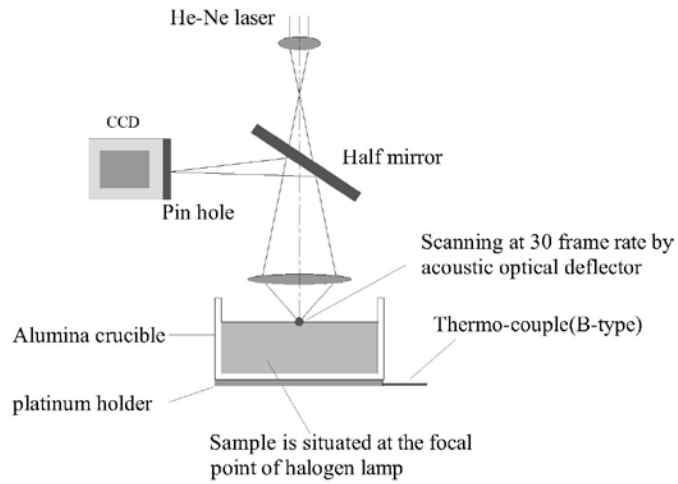 He-Ne laser
CCD
Half mirror
Pin hole
Scanning at 30 frame rate by
acoustic optical deflector
Alumina crucible
Thermo-couple(B-type)
platinum holder
Sample is situated at the focal
point of halogen lamp